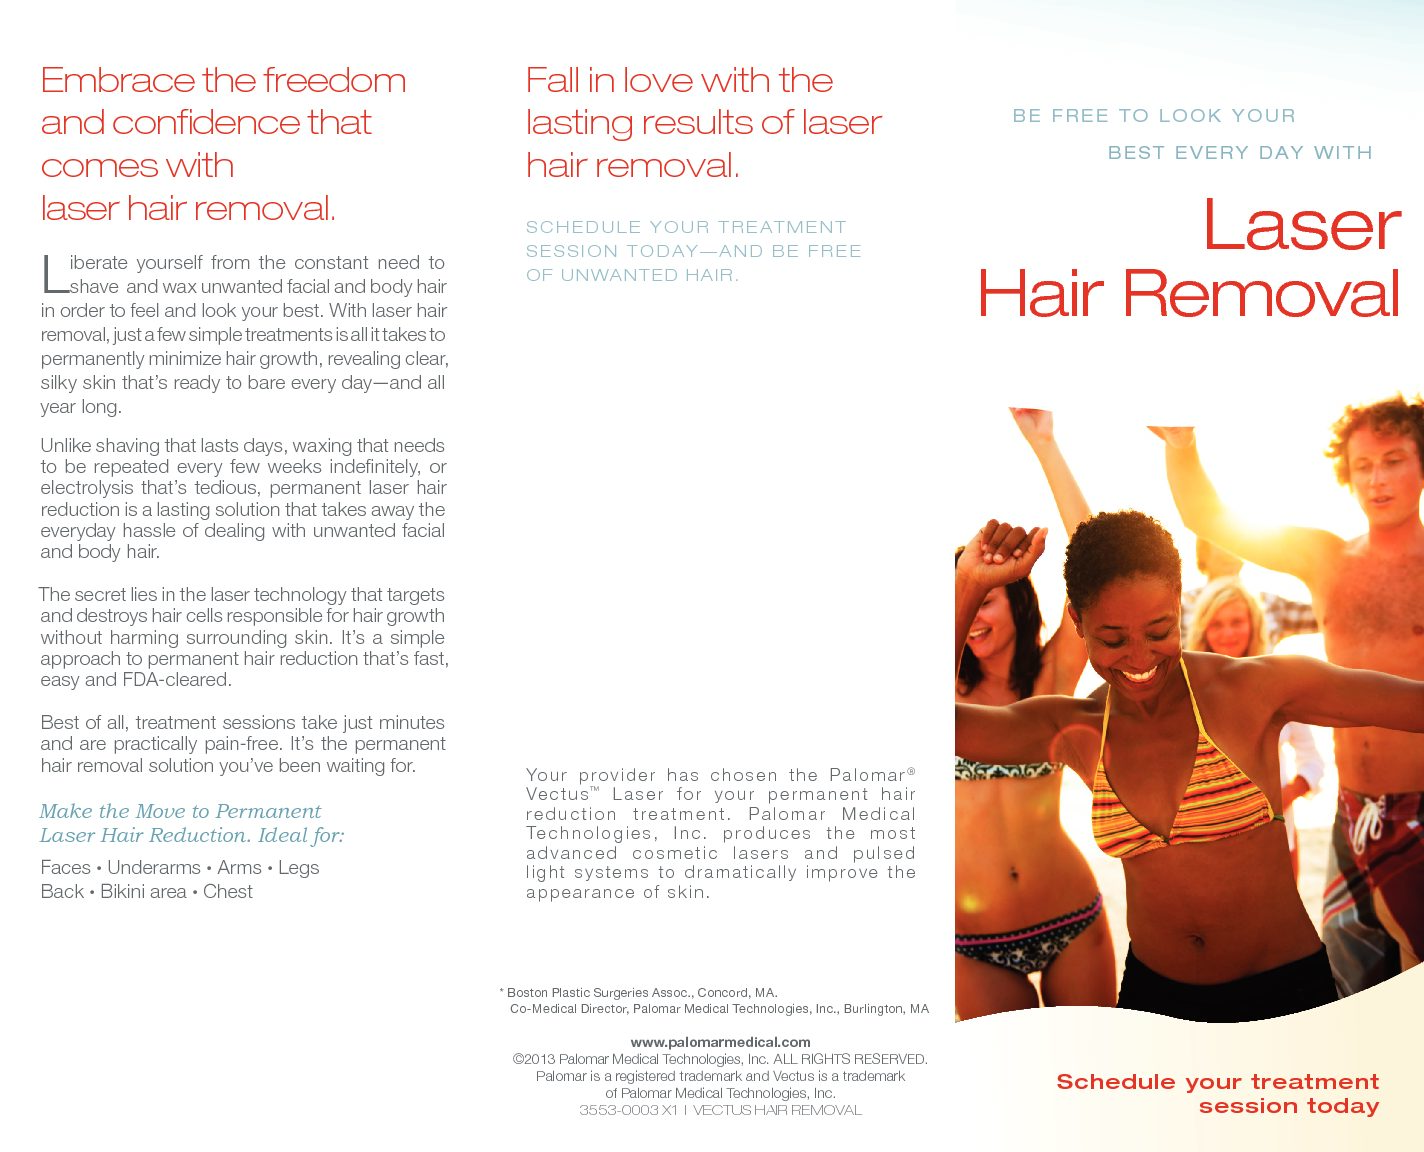 Embrace the freedom
and confidence that
comes with
laser hair removal.
Liberate yourself from the constant need to
shave and wax unwanted facial and body hair
in order to feel and look your best. With laser hair
removal, just a few simple treatments is all it takes to
permanently minimize hair growth, revealing clear,
silky skin that's ready to bare every day—and all
year long.
Unlike shaving that lasts days, waxing that needs
to be repeated every few weeks indefinitely, or
electrolysis that's tedious, permanent laser hair
reduction is a lasting solution that takes away the
everyday hassle of dealing with unwanted facial
and body hair.
The secret lies in the laser technology that targets
and destroys hair cells responsible for hair growth
without harming surrounding skin. It's a simple
approach to permanent hair reduction that's fast,
easy and FDA-cleared.
Best of all, treatment sessions take just minutes
and are practically pain-free. It's the permanent
hair removal solution you've been waiting for.
Make the Move to Permanent
Laser Hair Reduction. Ideal for:
Faces • Underarms • Arms • Legs
Back • Bikini area • Chest
Fall in love with the
lasting results of laser
hair removal.
SCHEDULE YOUR TREATMENT
SESSION TODAY—AND BE FREE
OF UNWANTED HAIR.
Your provider has chosen the Palomar®
Vectus™ Laser for your permanent hair
reduction treatment. Palomar Medical
Technologies, Inc. produces the most
advanced cosmetic lasers and pulsed
light systems to dramatically improve the
appearance of skin.
* Boston Plastic Surgeries Assoc., Concord, MA.
Co-Medical Director, Palomar Medical Technologies, Inc., Burlington, MA
www.palomarmedical.com
©2013 Palomar Medical Technologies, Inc. ALL RIGHTS RESERVED.
Palomar is a registered trademark and Vectus is a trademark
of Palomar Medical Technologies, Inc.
3553-0003 X1 | VECTUS HAIR REMOVAL
BE FREE TO LOOK YOUR
BEST EVERY DAY WITH
Laser
Hair Removal
Schedule your treatment
session today